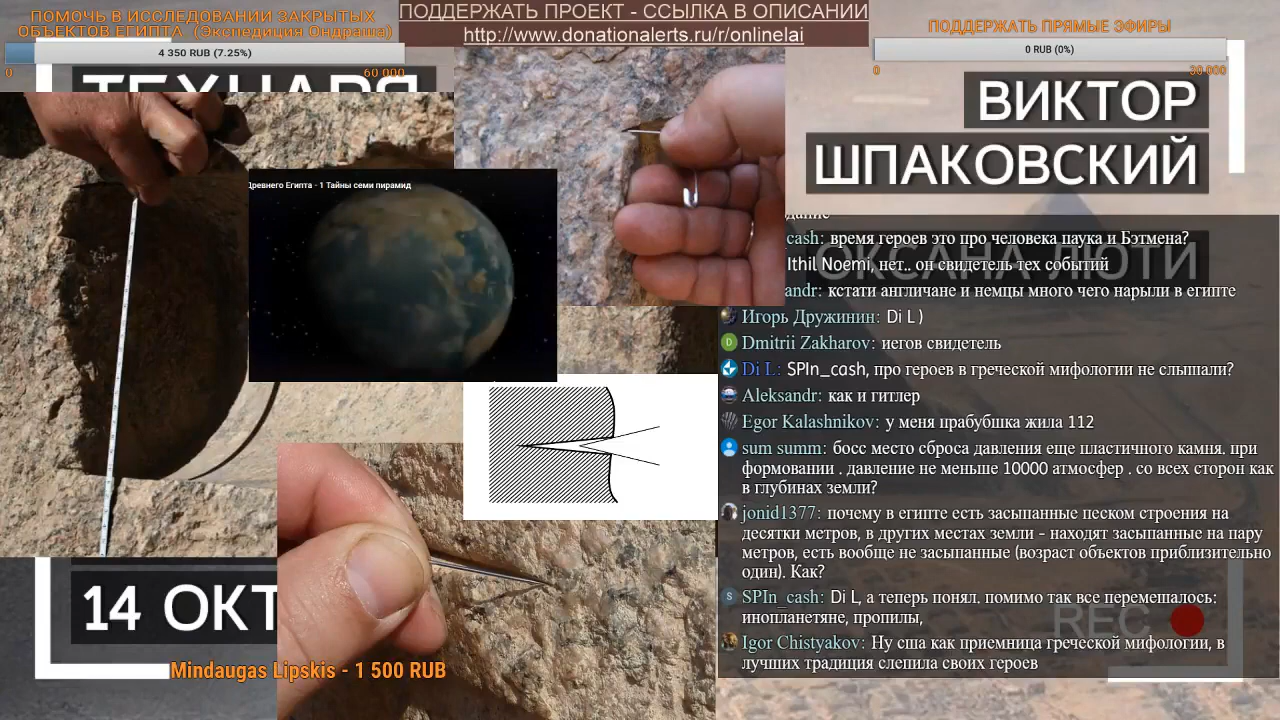 ПОМОЧЬ В ИССЛЕДОВАНИИ ЗАКРЫТЫХ
ОБЪЕКТОВ ЕГИПТА (Экспедиция Ондраша)
4 350 RUB (7.25%)
0
60 000
ПОДДЕРЖАТЬ ПРОЕКТ - ССЫЛКА В ОПИСАНИИ
http://www.donationalerts.ru/r/onlinelai
ПОДДЕРЖАТЬ ПРЯМЫЕ ЭФИРЫ
0 RUB (0%)
0
30 000
ТЕХНАРЯ
ВИКТОР
ШПАКОВСКИЙ
ОКСАНА ЛЮТИ
Древнего Египта - 1 Тайны семи пирамид
cash: время героев это про человека паука и Бэтмена?
Ithil Noemi, нет.. он свидетель тех событий
andr: кстати англичане и немцы много чего нарыли в египте
Игорь Дружинин: Di L )
Dmitrii Zakharov: иегов свидетель
Di L: SPIn_cash, про героев в греческой мифологии не слышали?
Aleksandr: как и гитлер
Egor Kalashnikov: у меня прабубшка жила 112
sum summ: босс место сброса давления еще пластичного камня. при
формовании . давление не меньше 10000 атмосфер . со всех сторон как
в глубинах земли?
jonid1377: почему в египте есть засыпанные песком строения на
десятки метров, в других местах земли – находят засыпанные на пару
метров, есть вообще не засыпанные (возраст объектов приблизительно
один). Как?
SPIn_cash: Di L, а теперь понял, помимо так все перемешалось:
инопланетяне, пропилы,
Igor Chistyakov: Ну сша как приемница греческой мифологии, в
лучших традиция слепила своих героев
14 ОКТ
REC
Mindaugas Lipskis - 1 500 RUB